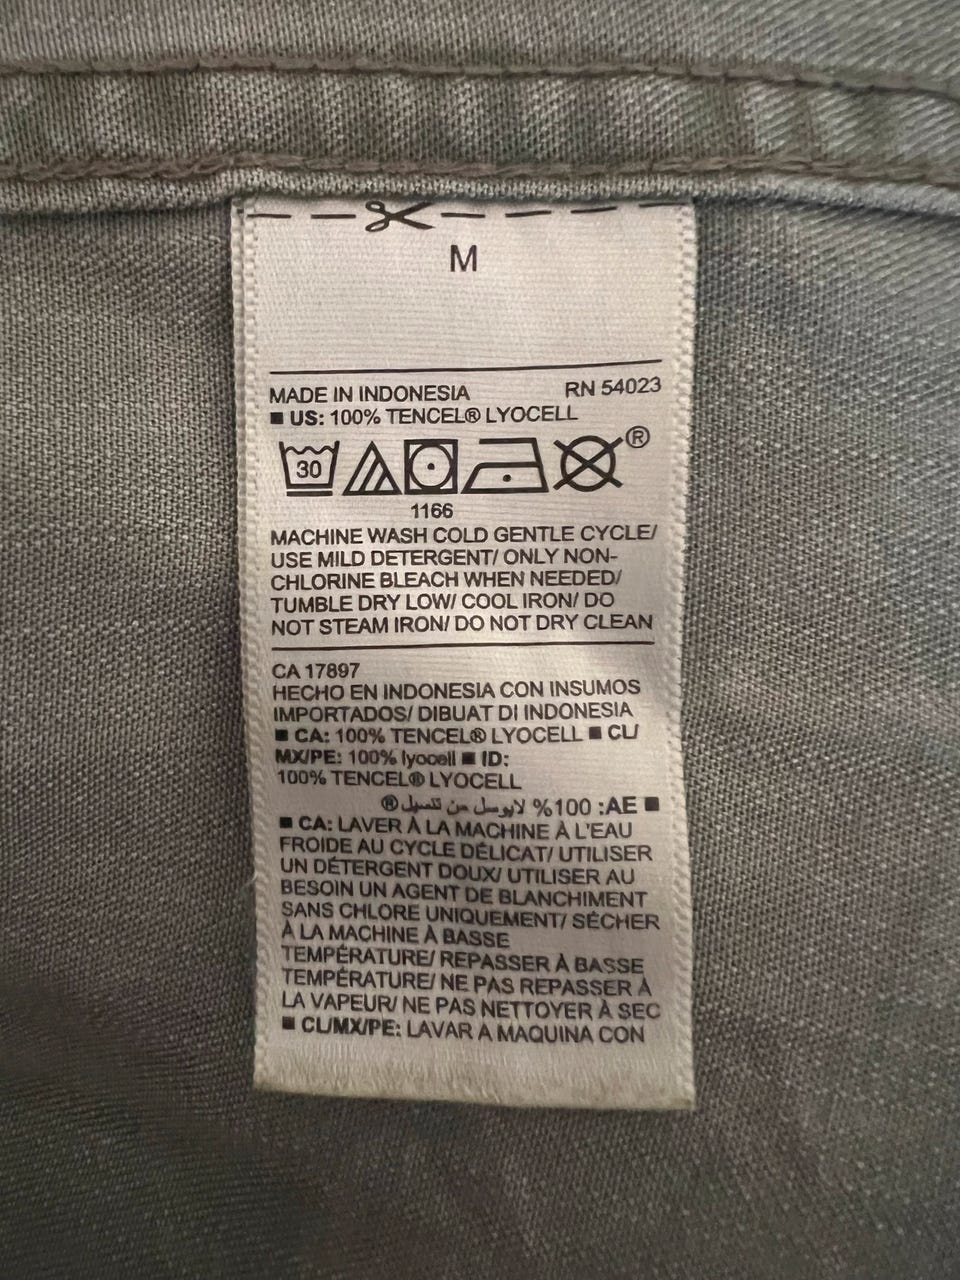 M
MADE IN INDONESIA RN 54023
■ US: 100% TENCEL® LYOCELL
30 ®
1166
MACHINE WASH COLD GENTLE CYCLE/
USE MILD DETERGENT/ ONLY NON-
CHLORINE BLEACH WHEN NEEDED/
TUMBLE DRY LOW/ COOL IRON/ DO
NOT STEAM IRON/ DO NOT DRY CLEAN
CA 17897
HECHO EN INDONESIA CON INSUMOS
IMPORTADOS/ DIBUAT DI INDONESIA
■ CA: 100% TENCEL® LYOCELL ■ CL/
MX/PE: 100% lyocell ■ ID:
100% TENCEL® LYOCELL
■ AE: 100% لايوسل من تنسيل®
■ CA: LAVER À LA MACHINE À L'EAU
FROIDE AU CYCLE DÉLICAT/ UTILISER
UN DÉTERGENT DOUX/ UTILISER AU
BESOIN UN AGENT DE BLANCHIMENT
SANS CHLORE UNIQUEMENT/ SÉCHER
À LA MACHINE À BASSE
TEMPÉRATURE/ REPASSER À BASSE
TEMPÉRATURE/ NE PAS REPASSER À
LA VAPEUR/ NE PAS NETTOYER À SEC
■ CL/MX/PE: LAVAR A MAQUINA CON